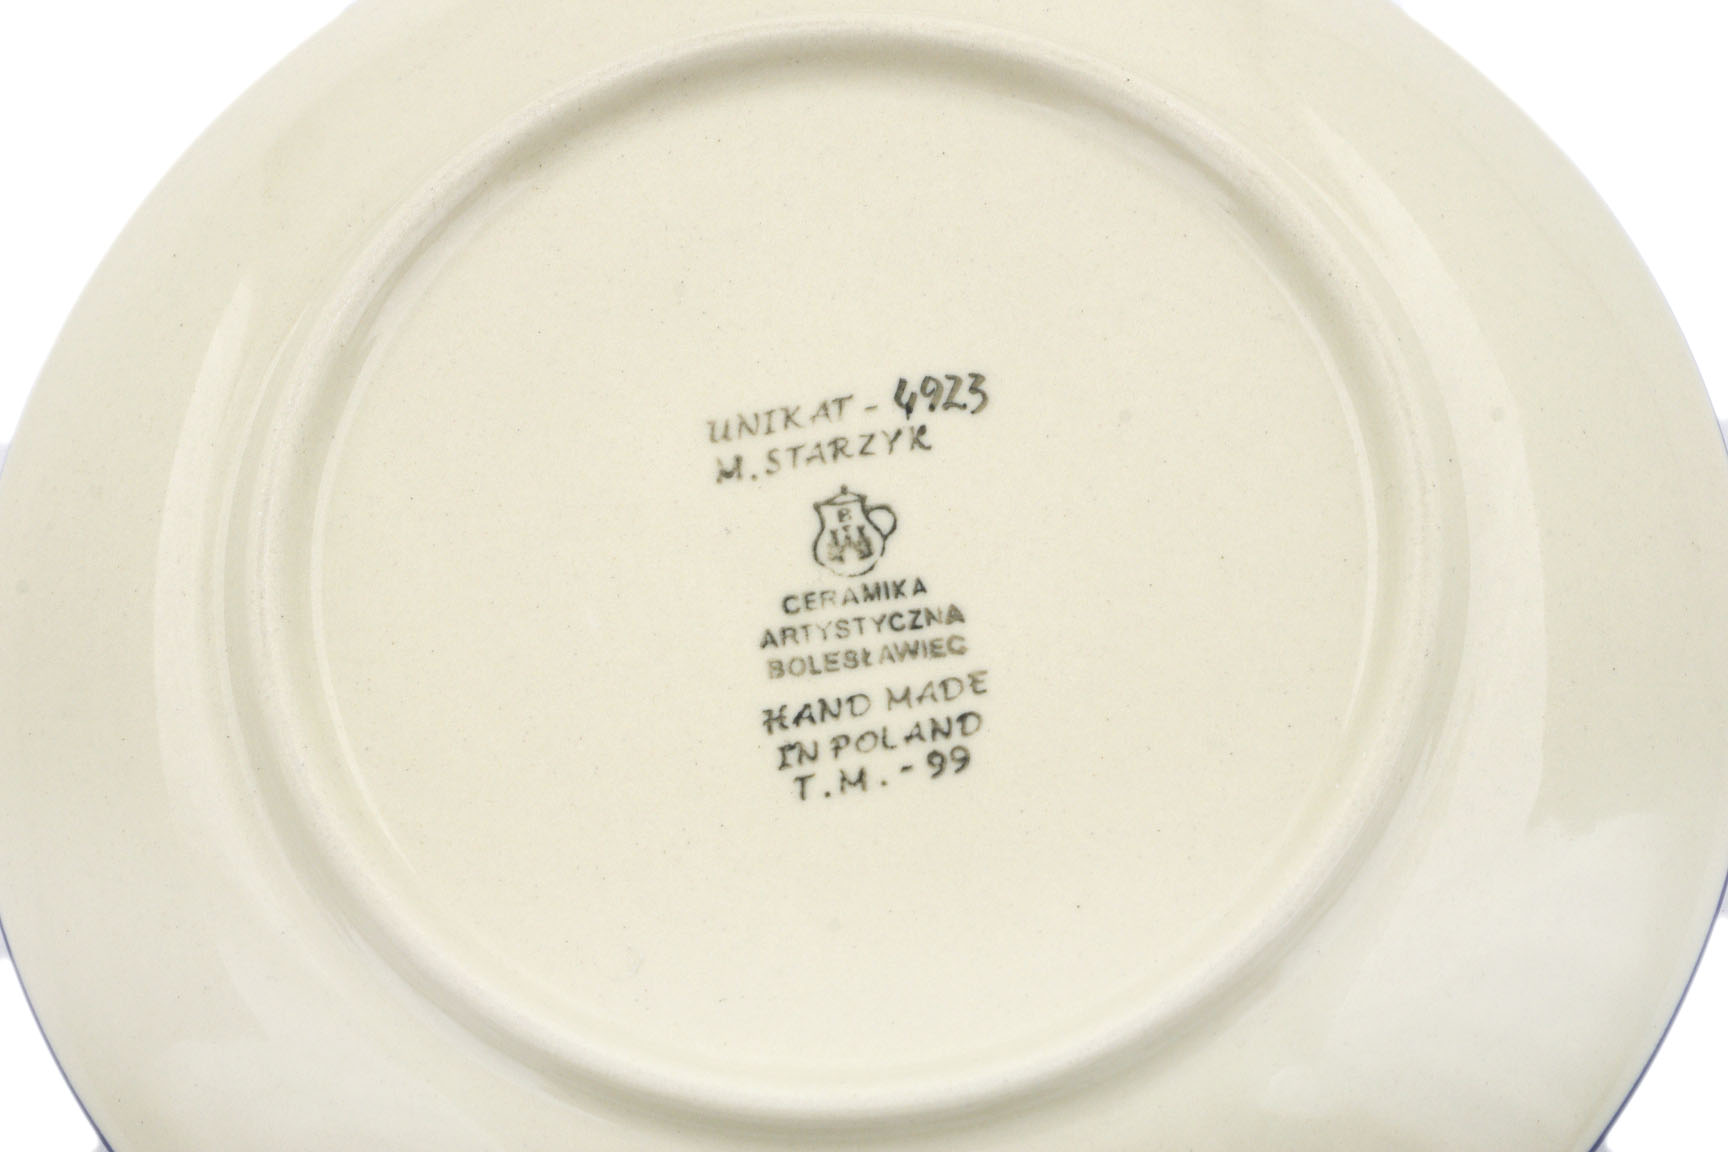 UNIKAT - 4923
M. STARZYK
B
CERAMIKA
ARTYSTYCZNA
BOLESŁAWIEC
HAND MADE
IN POLAND
T.M. - 99